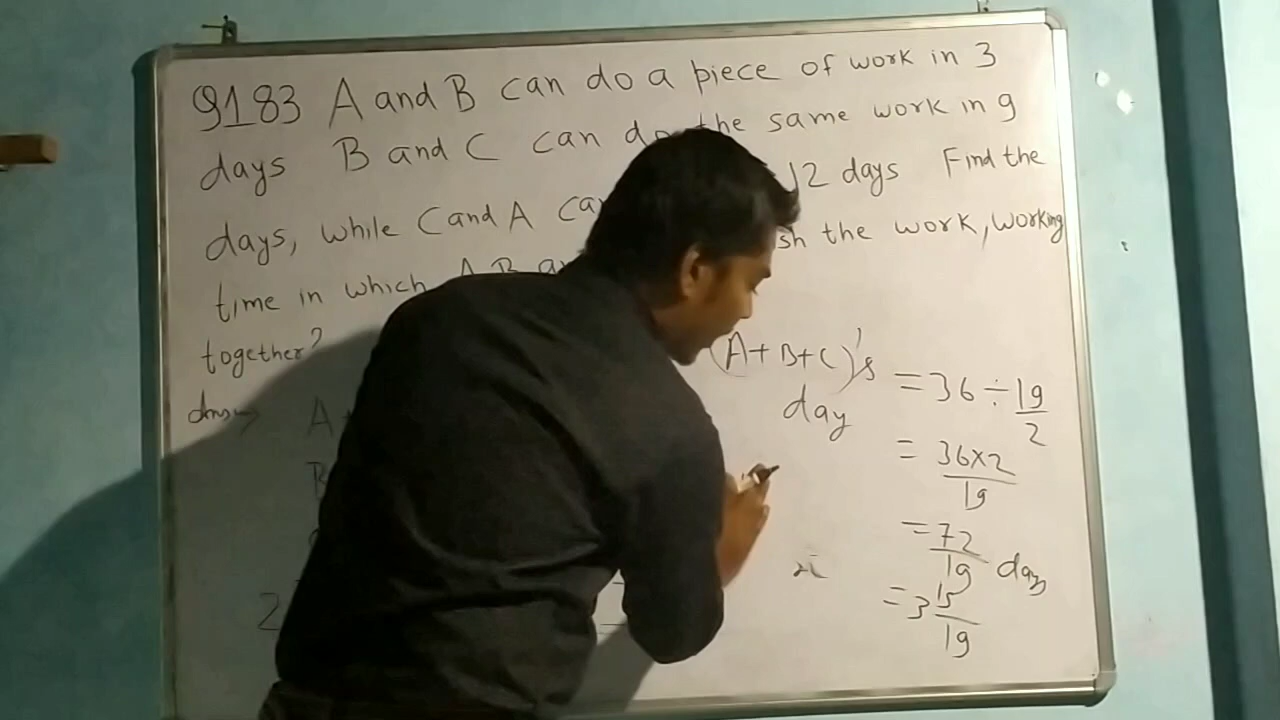 Q183 A and B can do a piece of work in 3
days B and C can do the same work in 9
days, while C and A 12 days Find the
time in which A, B the work, working
together?
Ans→ A+
B
2
(A+B+C)'s
day
= 36 ÷ 19/2
= 36×2/19
= 72/19 days
= 3 15/19